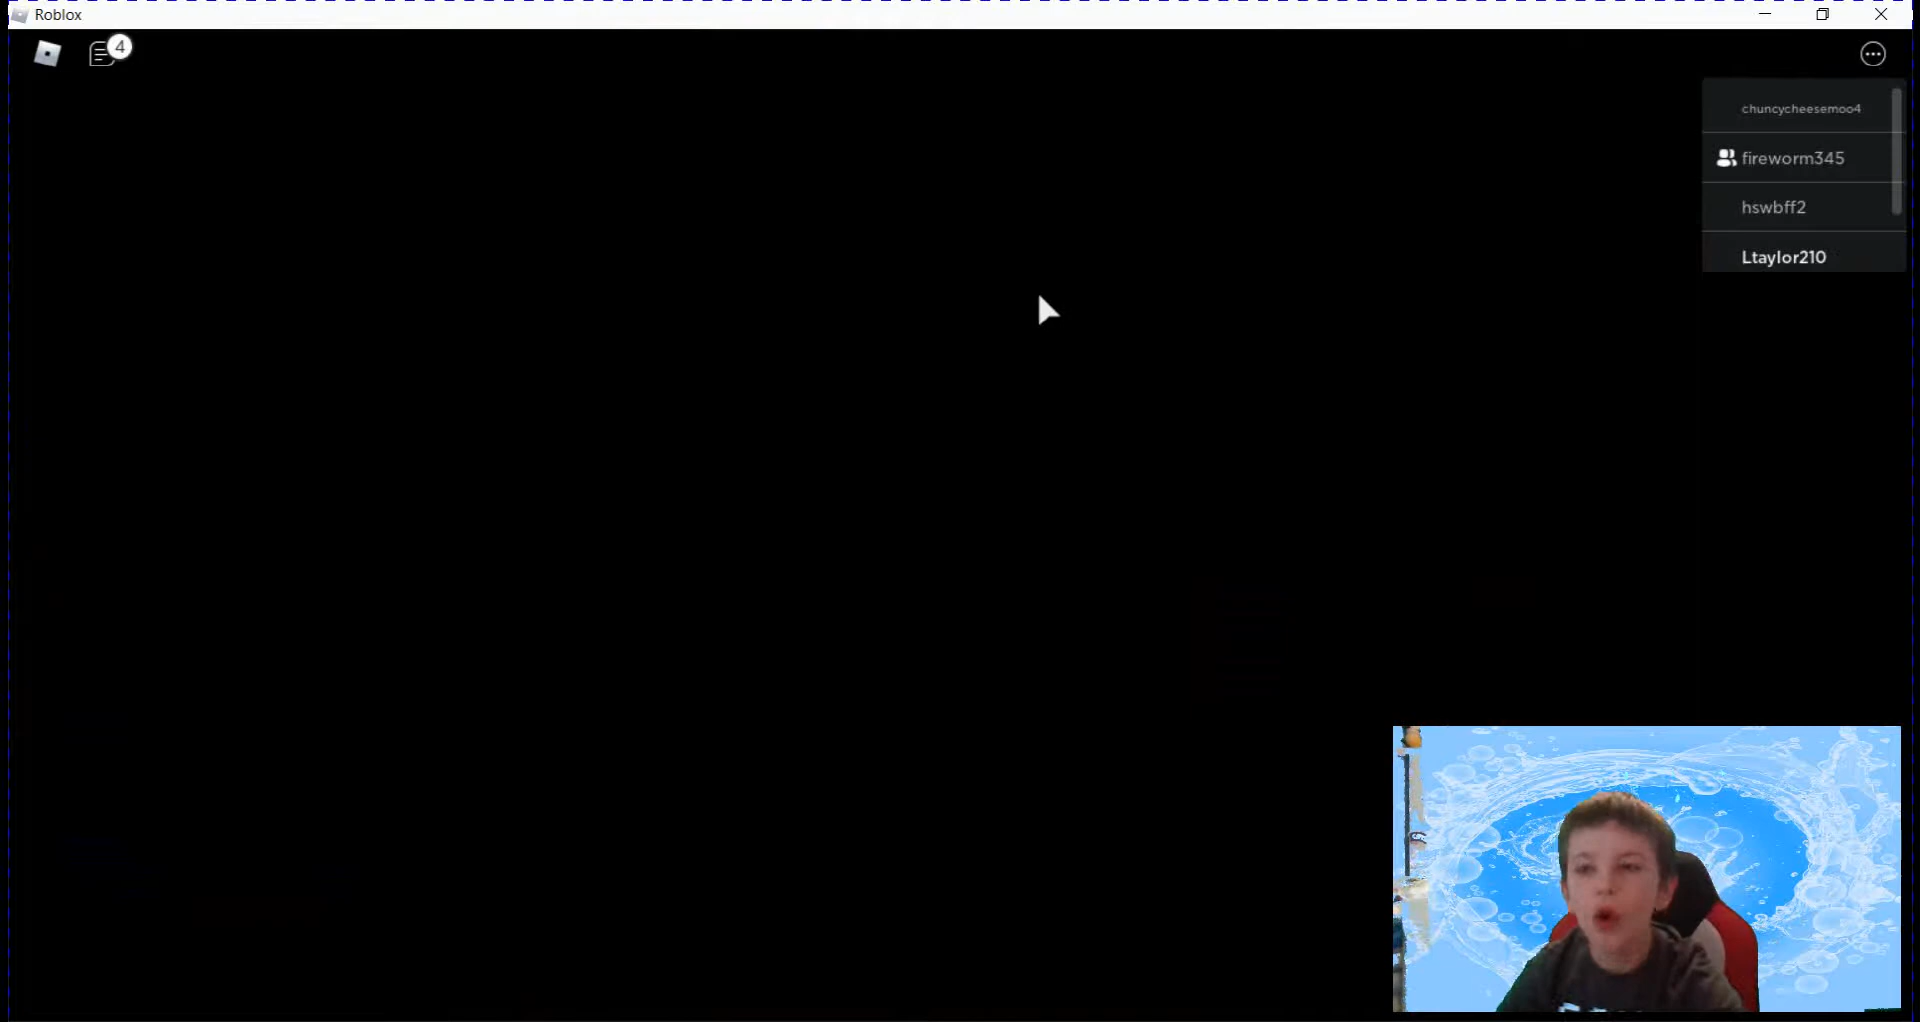 Roblox
4
chuncycheesemoo4
fireworm345
hswbff2
Ltaylor210